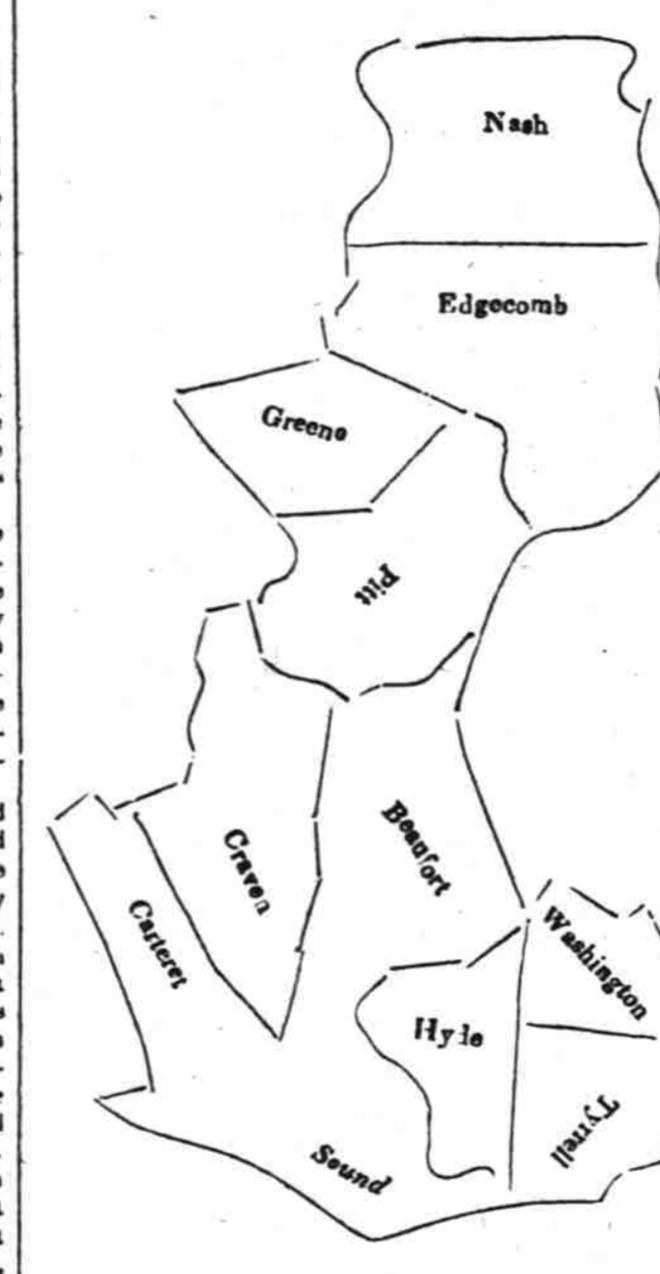 Nash
Edgecomb
Greene
Pitt
Craven
Beaufort
Carteret
Washington
Hyde
Tyrrell
Sound